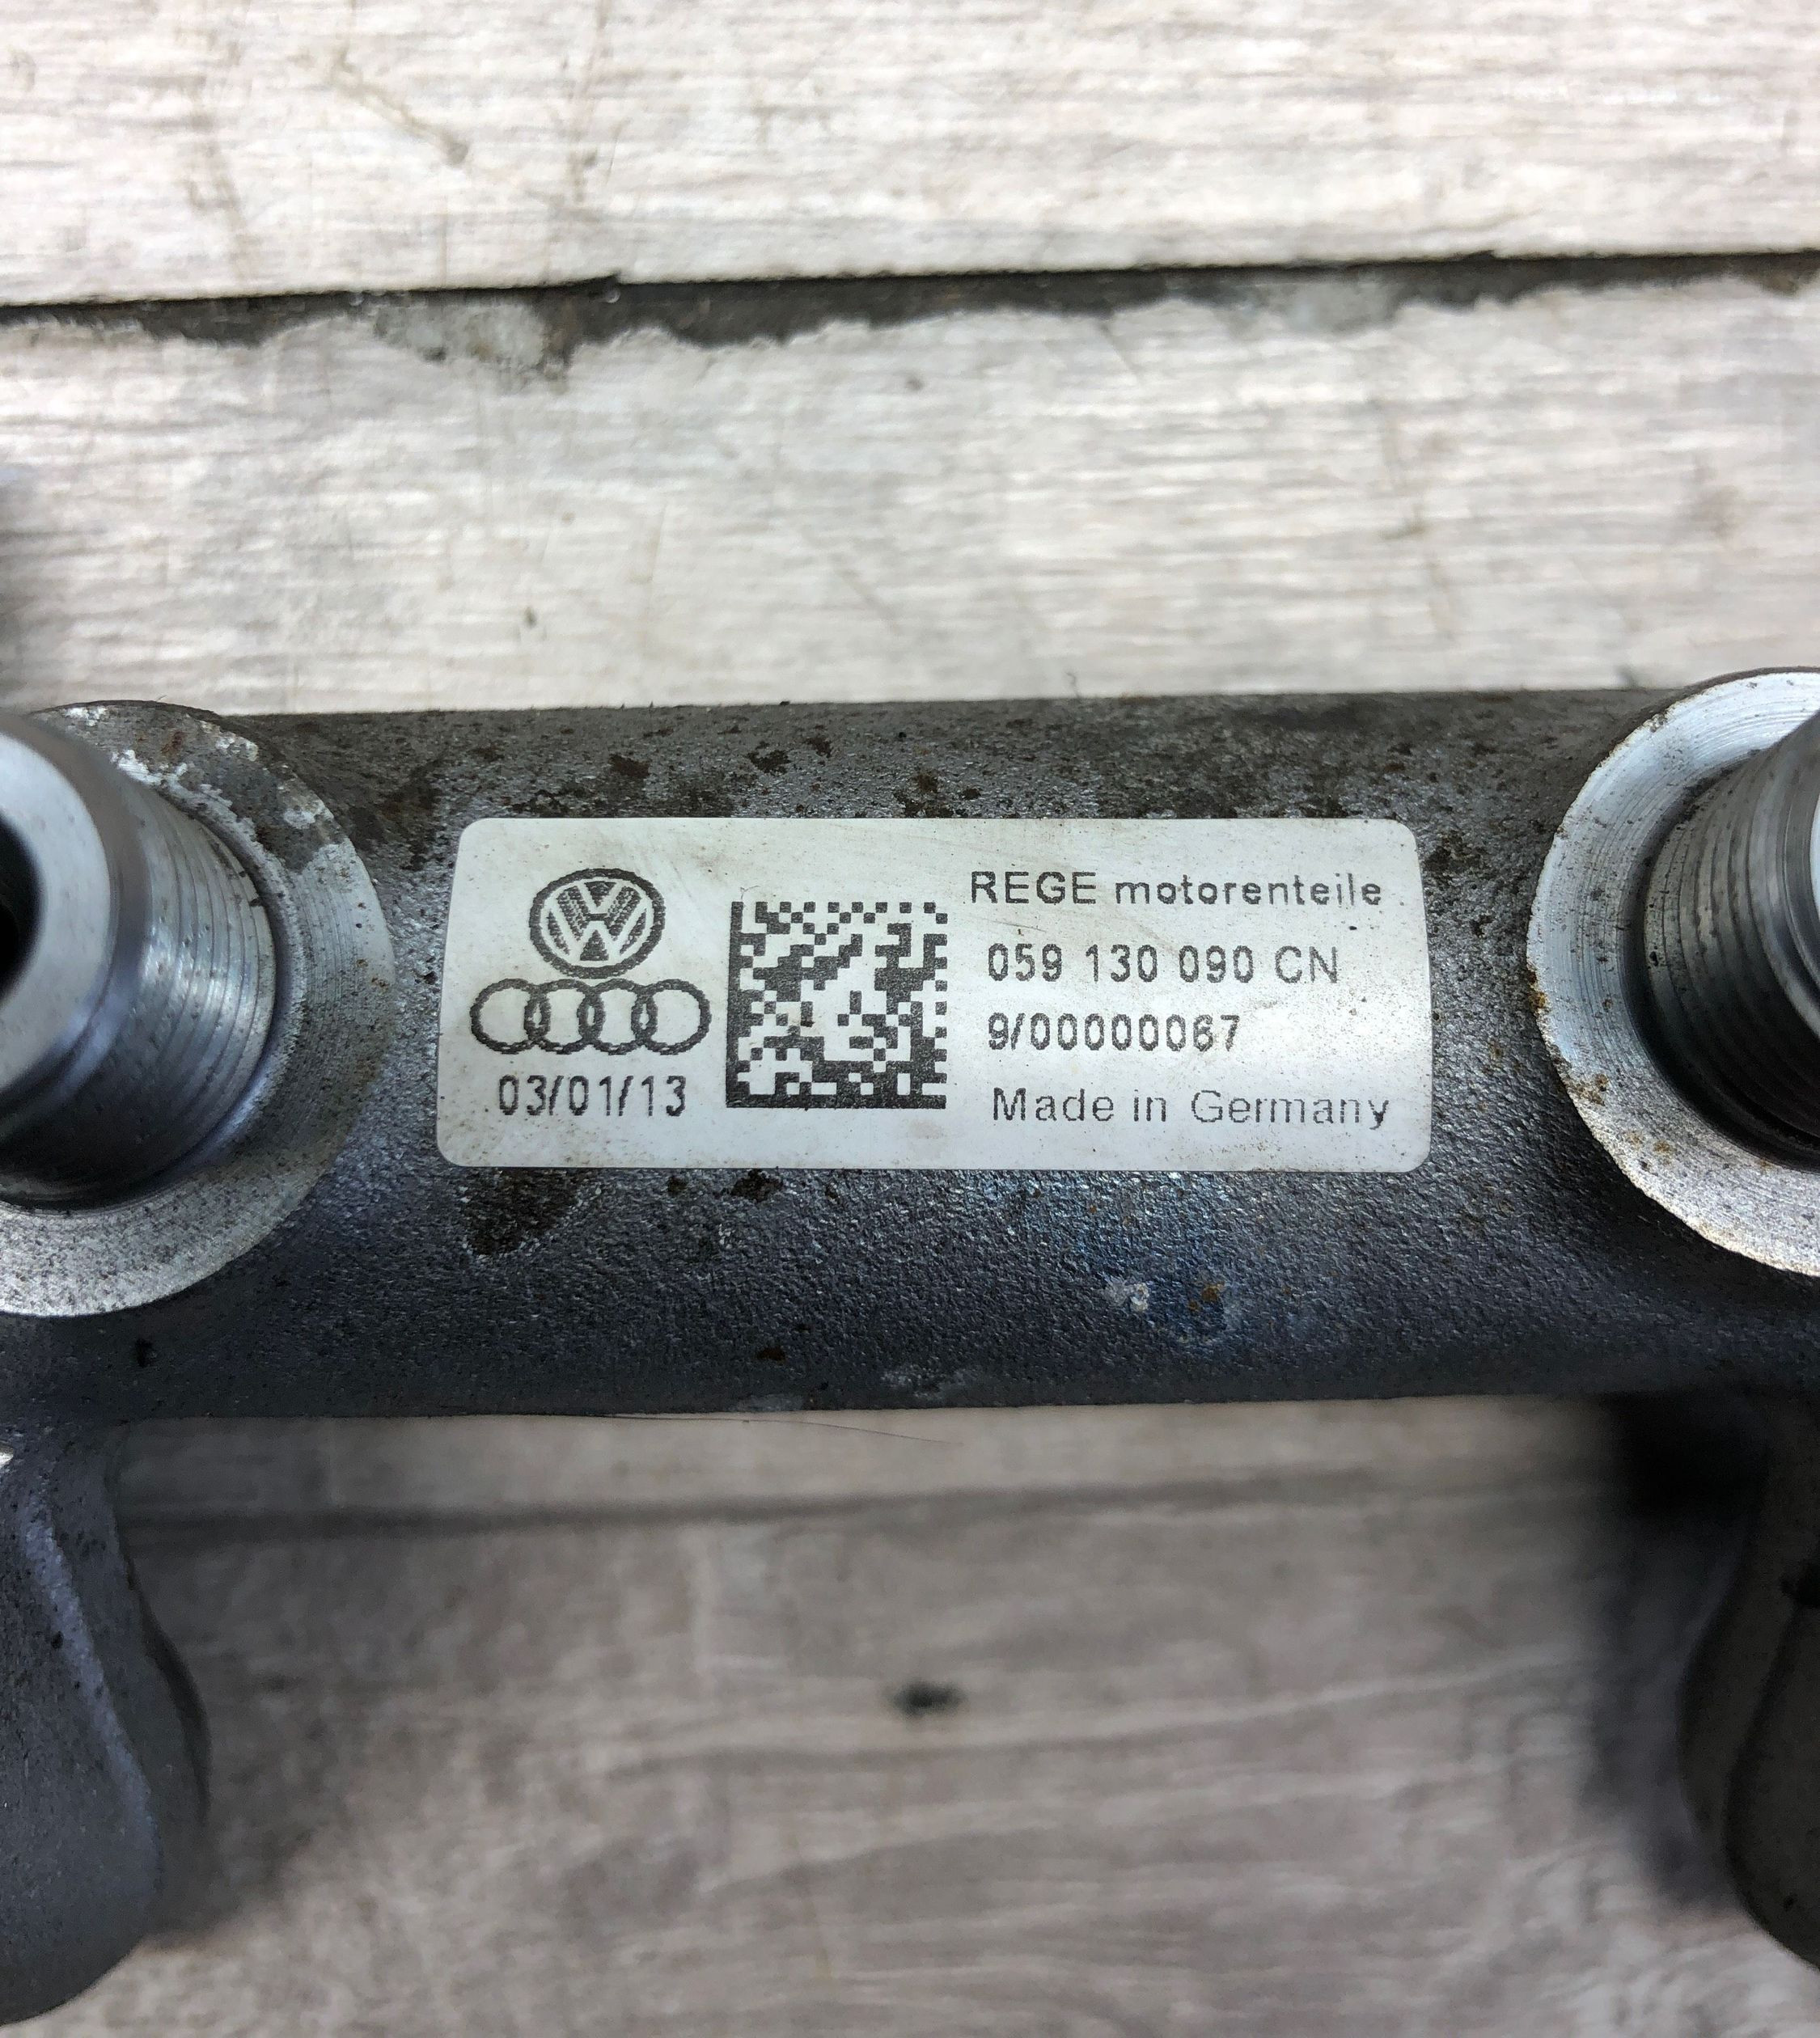 03/01/13
REGE motorenteile
059 130 090 CN
9/00000067
Made in Germany